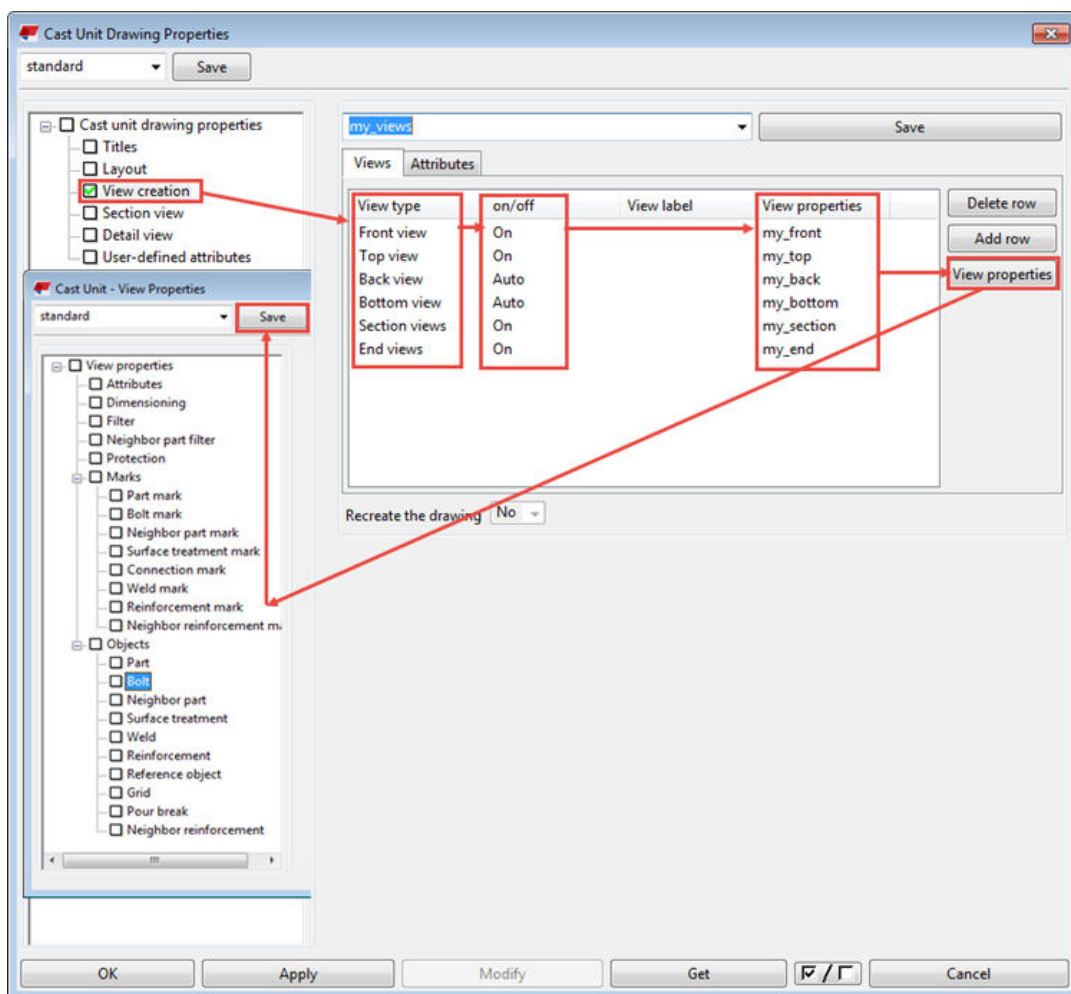 Cast Unit Drawing Properties
standard Save
Cast unit drawing properties
Titles
Layout
View creation
Section view
Detail view
User-defined attributes
my_views Save
Views Attributes
View type on/off View label View properties
Front view On my_front
Top view On my_top
Back view Auto my_back
Bottom view Auto my_bottom
Section views On my_section
End views On my_end
Delete row
Add row
View properties
Recreate the drawing No
Cast Unit - View Properties
standard Save
View properties
Attributes
Dimensioning
Filter
Neighbor part filter
Protection
Marks
Part mark
Bolt mark
Neighbor part mark
Surface treatment mark
Connection mark
Weld mark
Reinforcement mark
Neighbor reinforcement ma
Objects
Part
Bolt
Neighbor part
Surface treatment
Weld
Reinforcement
Reference object
Grid
Pour break
Neighbor reinforcement
OK Apply Modify Get / Cancel